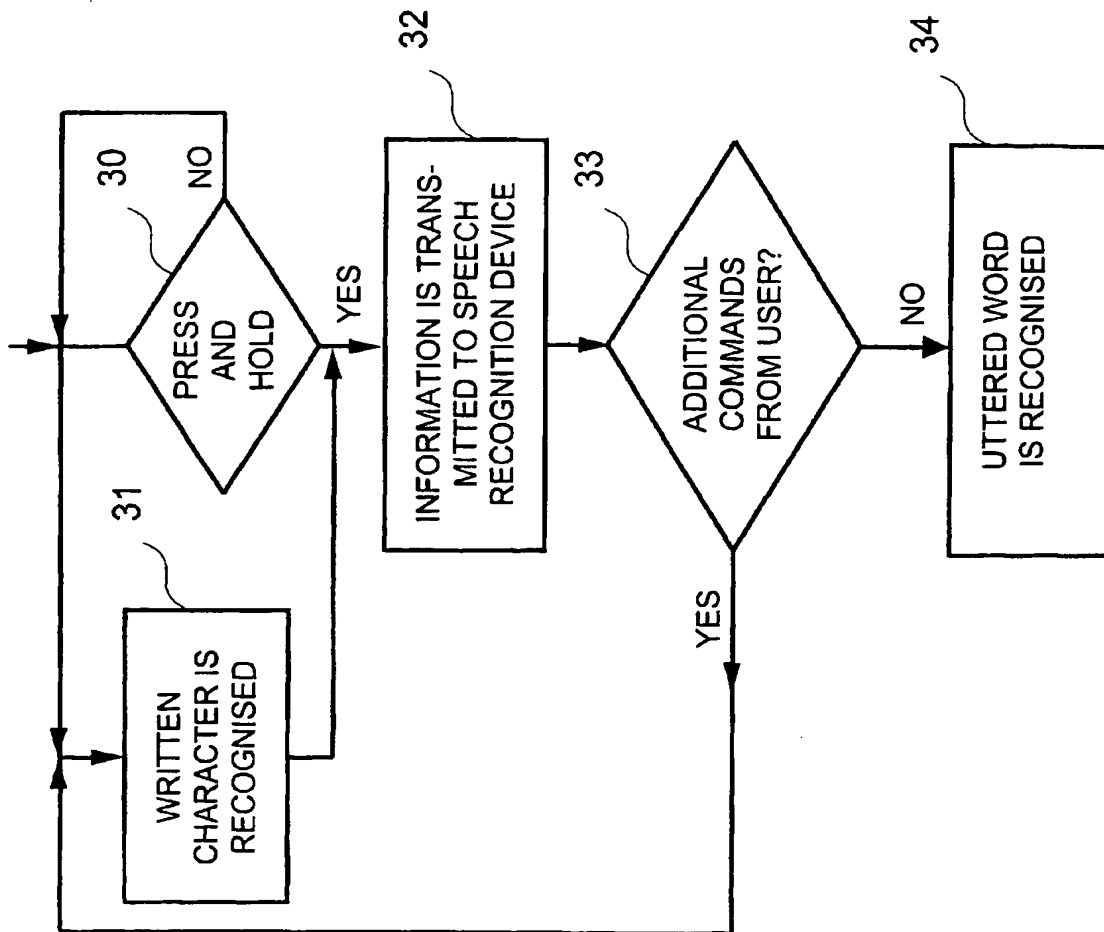 30
PRESS
AND
HOLD
NO
YES
31
WRITTEN
CHARACTER IS
RECOGNISED
32
INFORMATION IS TRANS-
MITTED TO SPEECH
RECOGNITION DEVICE
33
ADDITIONAL
COMMANDS
FROM USER?
YES
NO
34
UTTERED WORD
IS RECOGNISED